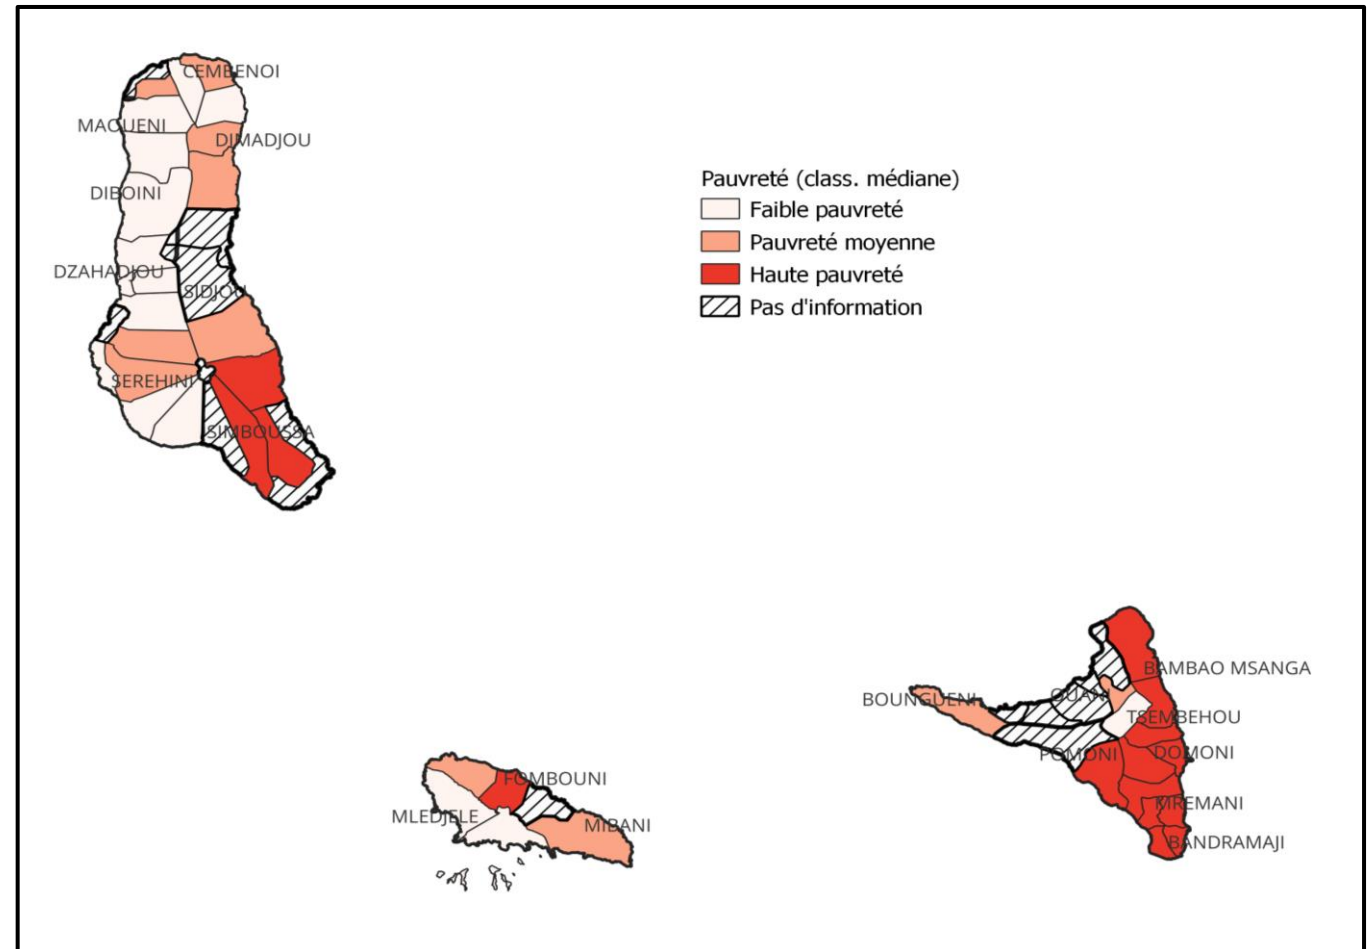 CEMBENOI
MAOUENI
DIMADJOU
DIBOINI
DZAHADJOU
SIDJOU
SEREHINI
SIMBOUSSA
Pauvreté (class. médiane)
Faible pauvreté
Pauvreté moyenne
Haute pauvreté
Pas d'information
BAMBAO MSANGA
BOUNGUENI
OUANI
TSEMBEHOU
POMONI
DOMONI
MREMANI
BANDRAMAJI
FOMBOUNI
MLEDJELE
MIBANI